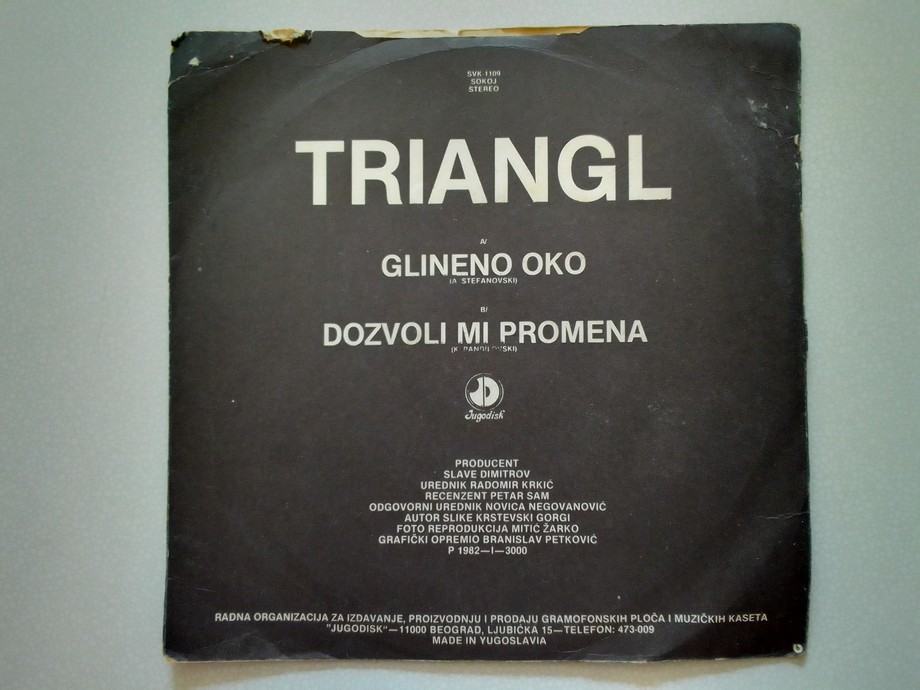 SVK-1109
SOKOJ
STEREO
TRIANGL
A/
GLINENO OKO
(A. STEFANOVSKI)
B/
DOZVOLI MI PROMENA
Jugodisk
PRODUCENT
SLAVE DIMITROV
UREDNIK RADOMIR KRKIĆ
RECENZENT PETAR SAM
ODGOVORNI UREDNIK NOVICA NEGOVANOVIĆ
AUTOR SLIKE KRSTEVSKI GORGI
FOTO REPRODUKCIJA MITIĆ ŽARKO
GRAFIČKI OPREMIO BRANISLAV PETKOVIĆ
P 1982—I—3000
RADNA ORGANIZACIJA ZA IZDAVANJE, PROIZVODNJU I PRODAJU GRAMOFONSKIH PLOČA I MUZIČKIH KASETA
"JUGODISK"—11000 BEOGRAD, LJUBIĆKA 15—TELEFON: 473-009
MADE IN YUGOSLAVIA